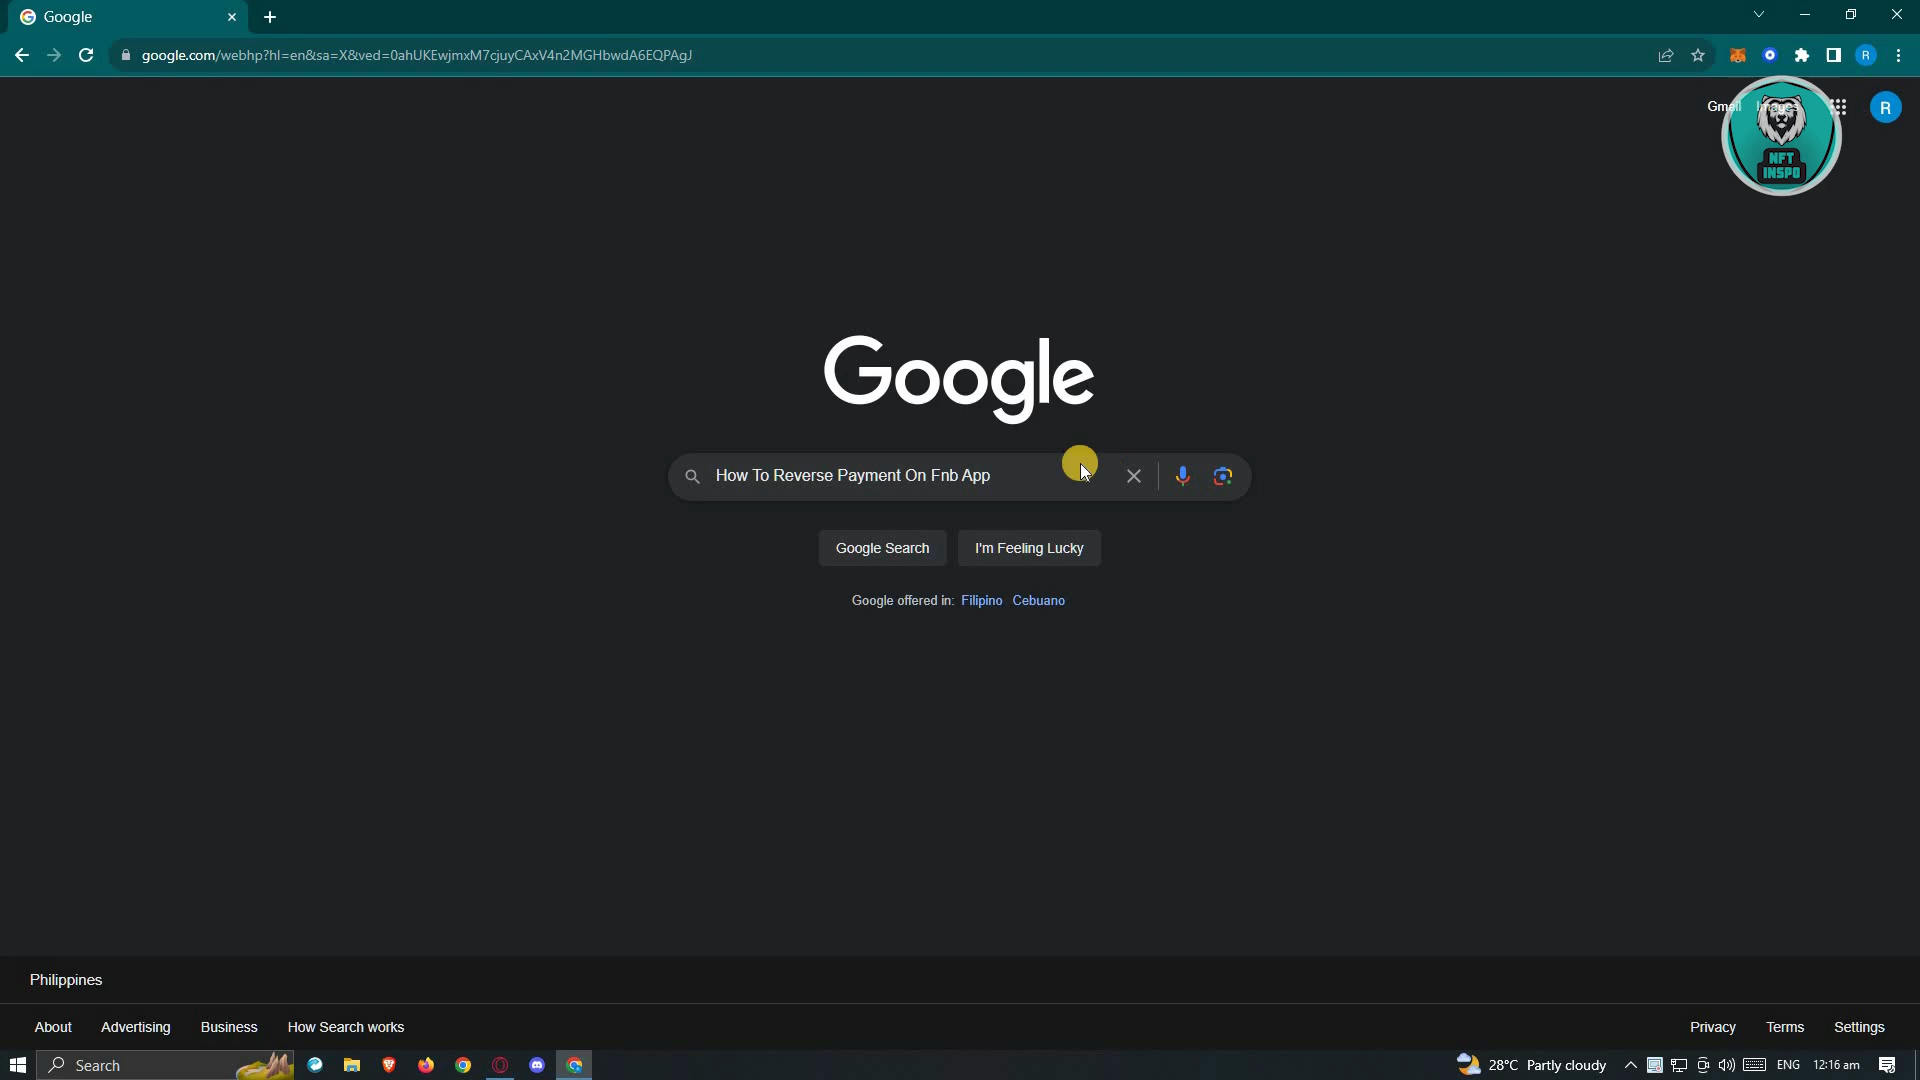 Google
google.com/webhp?hl=en&sa=X&ved=0ahUKEwjmxM7cjuyCAxV4n2MGHbwdA6EQPAgJ
R
Gmail Images
R
NFT
INSPO
Google
How To Reverse Payment On Fnb App
Google Search I'm Feeling Lucky
Google offered in: Filipino Cebuano
Philippines
About Advertising Business How Search works Privacy Terms Settings
Search 28°C Partly cloudy ENG 12:16 am